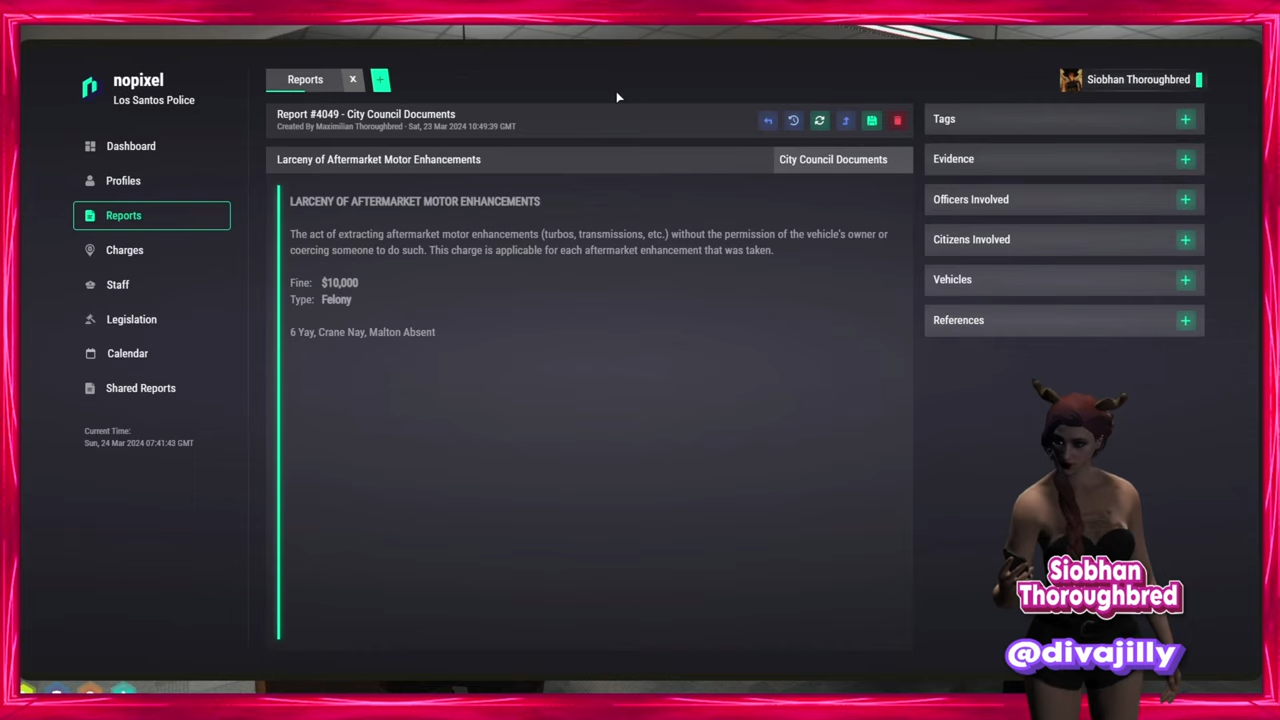 nopixel
Los Santos Police
Dashboard
Profiles
Reports
Charges
Staff
Legislation
Calendar
Shared Reports
Current Time:
Sun, 24 Mar 2024 07:41:43 GMT
Reports x +
Report #4049 - City Council Documents
Created By Maximilian Thoroughbred - Sat, 23 Mar 2024 10:49:39 GMT
Larceny of Aftermarket Motor Enhancements
City Council Documents
LARCENY OF AFTERMARKET MOTOR ENHANCEMENTS
The act of extracting aftermarket motor enhancements (turbos, transmissions, etc.) without the permission of the vehicle's owner or
coercing someone to do such. This charge is applicable for each aftermarket enhancement that was taken.
Fine: $10,000
Type: Felony
6 Yay, Crane Nay, Malton Absent
Siobhan Thoroughbred
Tags +
Evidence +
Officers Involved +
Citizens Involved +
Vehicles +
References +
Siobhan
Thoroughbred
@divajilly